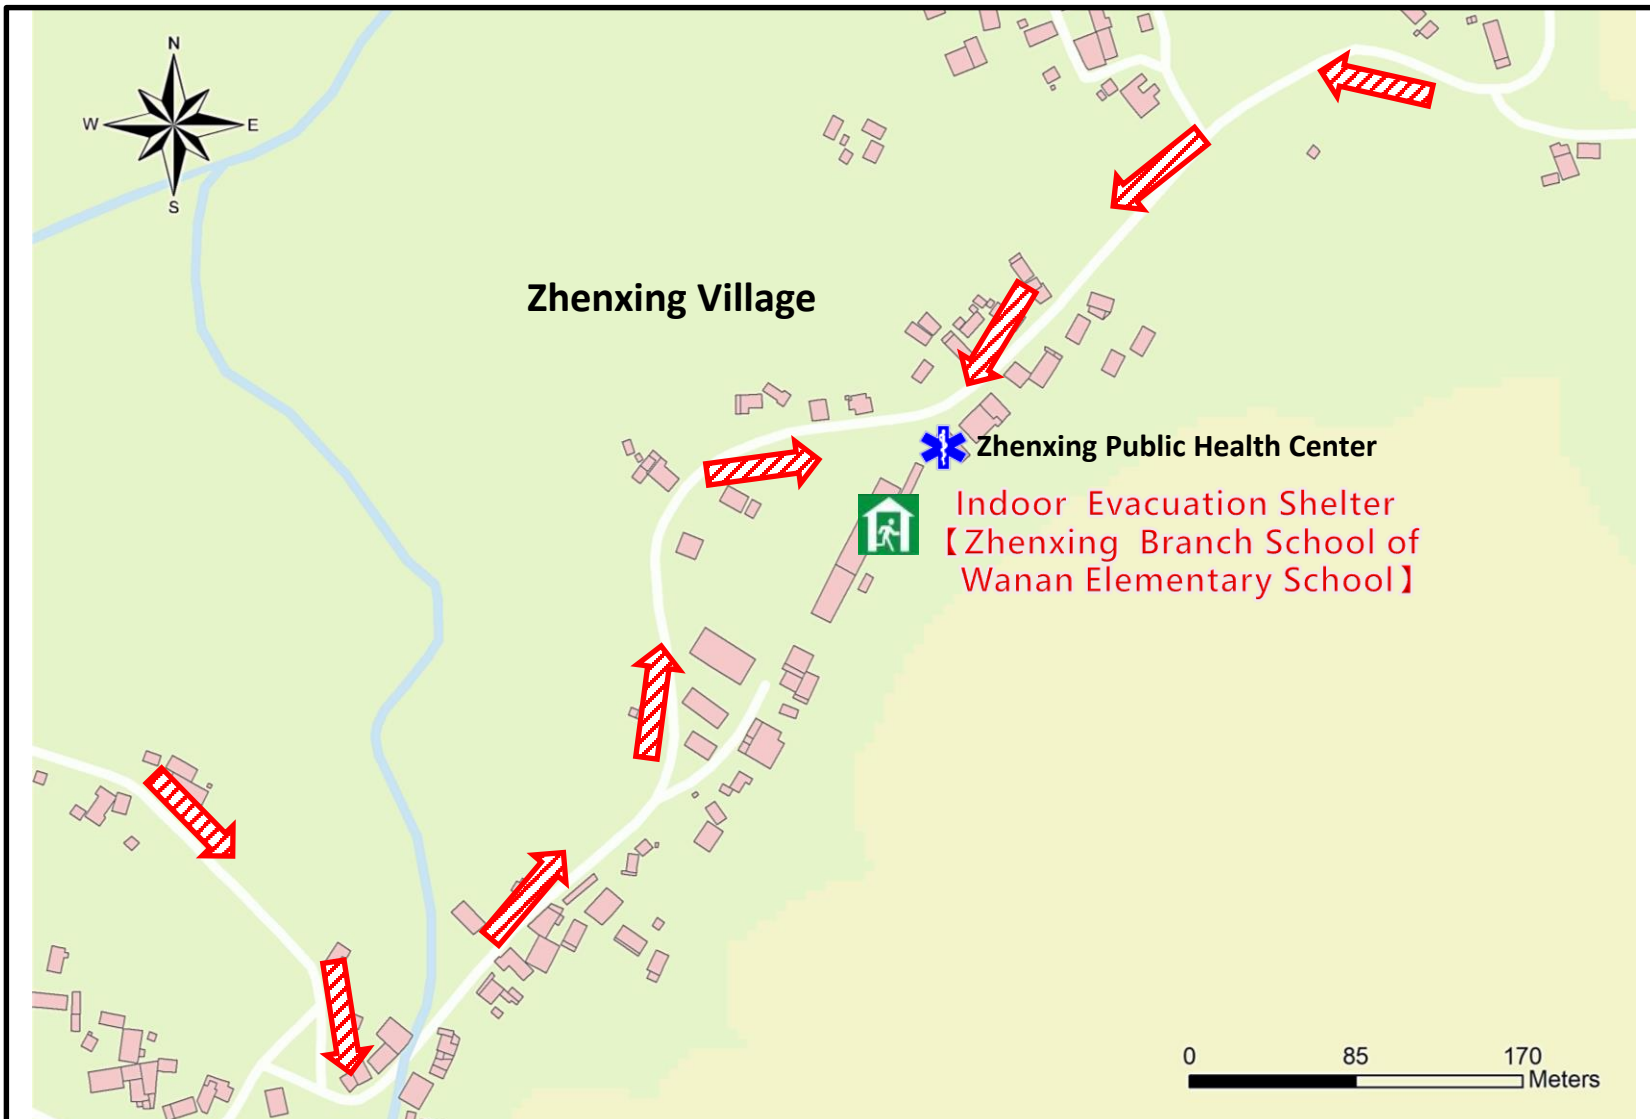 N
W E
S
Zhenxing Village
Zhenxing Public Health Center
Indoor Evacuation Shelter
【Zhenxing Branch School of
Wanan Elementary School】
0 85 170
Meters